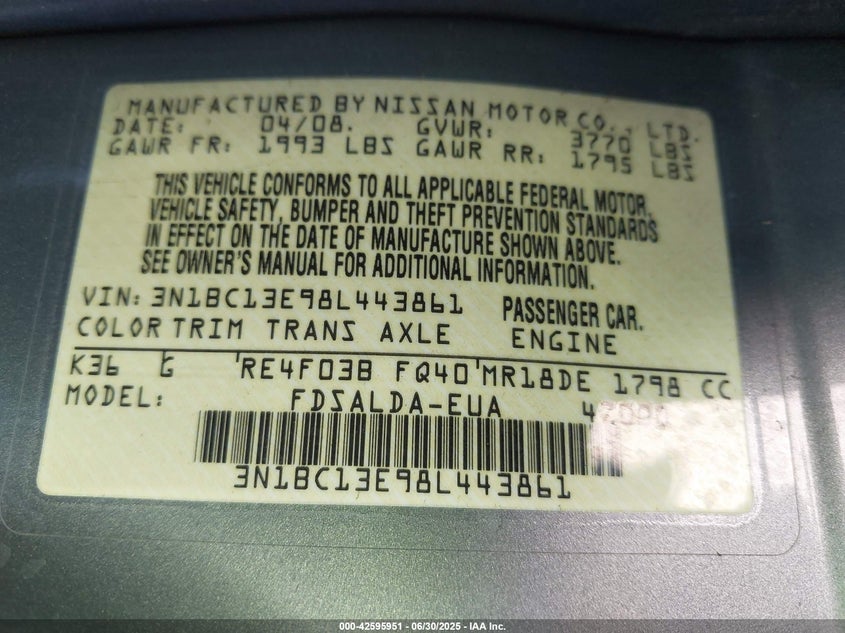 MANUFACTURED BY NISSAN MOTOR CO., LTD.
DATE: 04/08. GVWR: 3770 LBS
GAWR FR: 1993 LBS GAWR RR: 1795 LBS
THIS VEHICLE CONFORMS TO ALL APPLICABLE FEDERAL MOTOR
VEHICLE SAFETY, BUMPER AND THEFT PREVENTION STANDARDS
IN EFFECT ON THE DATE OF MANUFACTURE SHOWN ABOVE.
SEE OWNER'S MANUAL FOR ADDITIONAL INFORMATION.
VIN: 3N1BC13E98L443861 PASSENGER CAR.
COLOR TRIM TRANS AXLE ENGINE
K36 G 'RE4F03B FQ40'MR18DE 1798 CC
MODEL: FDSALDA-EUA
3N1BC13E98L443861
000-42595951 | 06/30/2025 - IAA Inc.